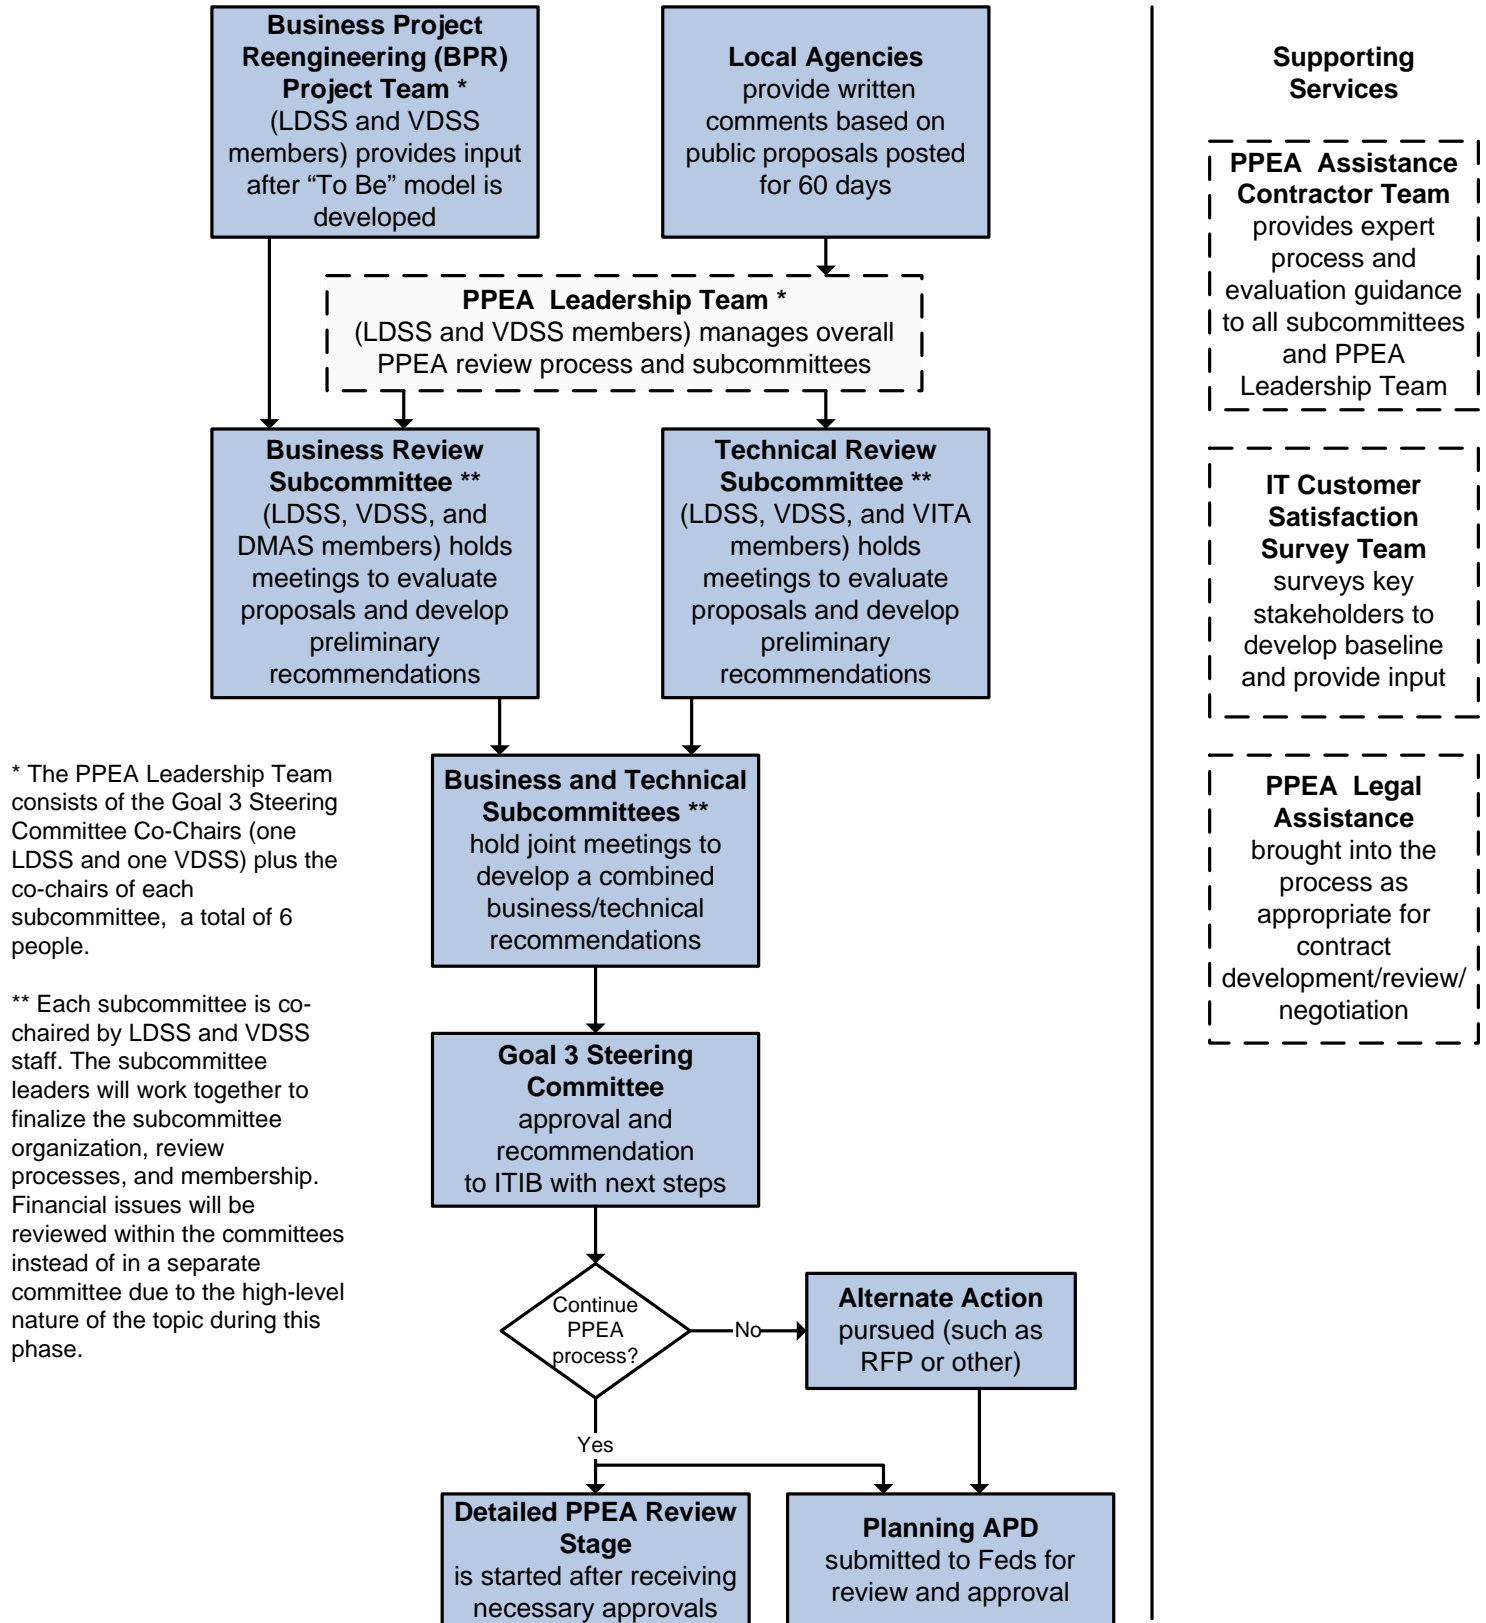 Business Project
Reengineering (BPR)
Project Team *
(LDSS and VDSS
members) provides input
after “To Be” model is
developed
Local Agencies
provide written
comments based on
public proposals posted
for 60 days
PPEA  Leadership Team *
(LDSS and VDSS members) manages overall
PPEA review process and subcommittees
Business Review
Subcommittee **
(LDSS, VDSS, and
DMAS members) holds
meetings to evaluate
proposals and develop
preliminary
recommendations
Technical Review
Subcommittee **
(LDSS, VDSS, and VITA
members) holds
meetings to evaluate
proposals and develop
preliminary
recommendations
Business and Technical
Subcommittees **
hold joint meetings to
develop a combined
business/technical
recommendations
* The PPEA Leadership Team
consists of the Goal 3 Steering
Committee Co-Chairs (one
LDSS and one VDSS) plus the
co-chairs of each
subcommittee,  a total of 6
people.
** Each subcommittee is co-
chaired by LDSS and VDSS
staff. The subcommittee
leaders will work together to
finalize the subcommittee
organization, review
processes, and membership.
Financial issues will be
reviewed within the committees
instead of in a separate
committee due to the high-level
nature of the topic during this
phase.
Goal 3 Steering
Committee
approval and
recommendation
to ITIB with next steps
Continue
PPEA
process?
No
Alternate Action
pursued (such as
RFP or other)
Yes
Detailed PPEA Review
Stage
is started after receiving
necessary approvals
Planning APD
submitted to Feds for
review and approval
Supporting
Services
PPEA  Assistance
Contractor Team
provides expert
process and
evaluation guidance
to all subcommittees
and PPEA
Leadership Team
IT Customer
Satisfaction
Survey Team
surveys key
stakeholders to
develop baseline
and provide input
PPEA  Legal
Assistance
brought into the
process as
appropriate for
contract
development/review/
negotiation